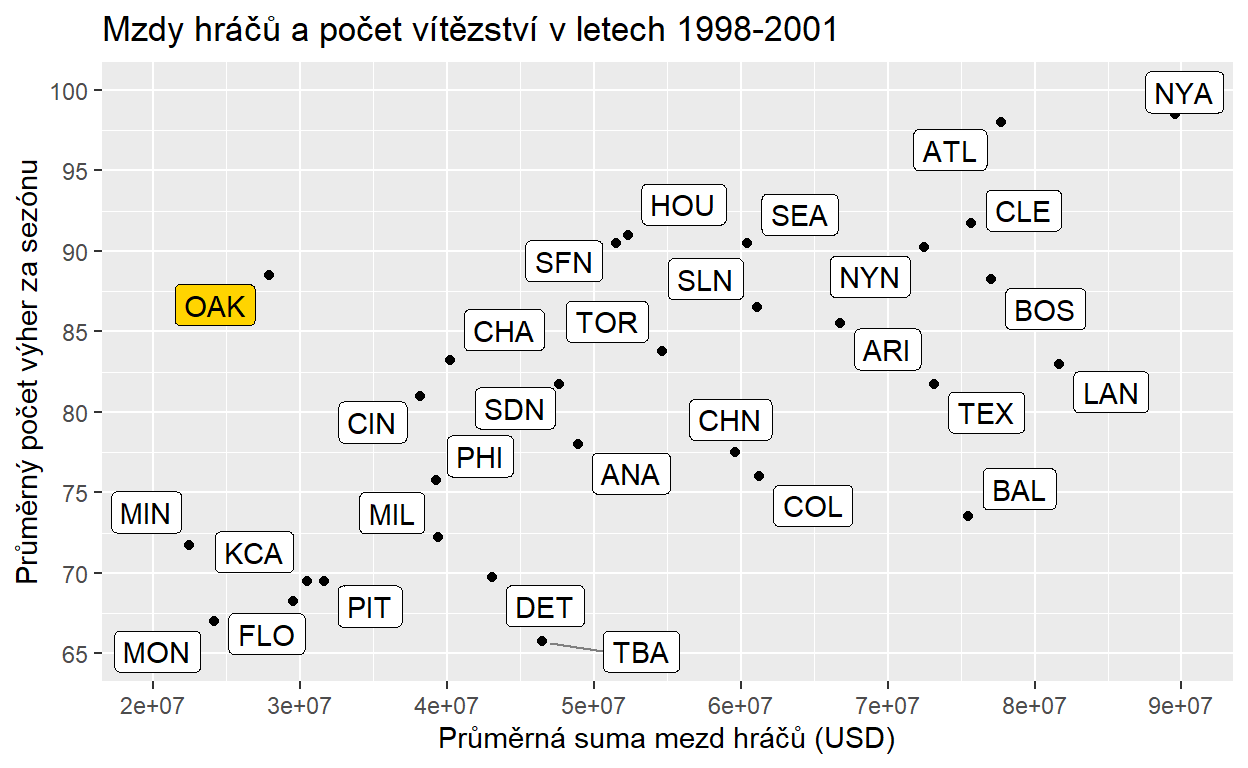 Mzdy hráčů a počet vítězství v letech 1998-2001
Průměrný počet výher za sezónu
100
95
90
85
80
75
70
65
NYA
ATL
HOU
SEA
CLE
SFN
SLN
NYN
OAK
BOS
TOR
CHA
ARI
LAN
SDN
TEX
CIN
CHN
PHI
ANA
BAL
MIN
MIL
COL
KCA
PIT
DET
FLO
MON
TBA
2e+07 3e+07 4e+07 5e+07 6e+07 7e+07 8e+07 9e+07
Průměrná suma mezd hráčů (USD)